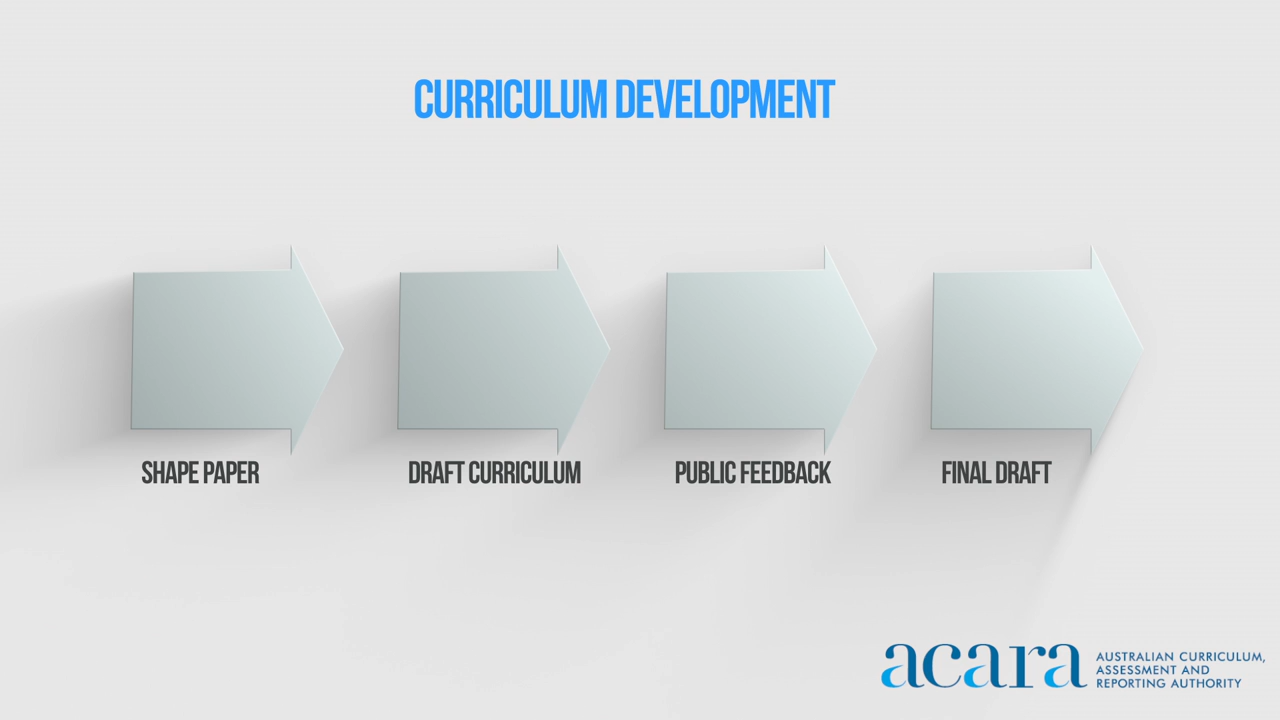 CURRICULUM DEVELOPMENT
SHAPE PAPER
DRAFT CURRICULUM
PUBLIC FEEDBACK
FINAL DRAFT
acara
AUSTRALIAN CURRICULUM,
ASSESSMENT AND
REPORTING AUTHORITY